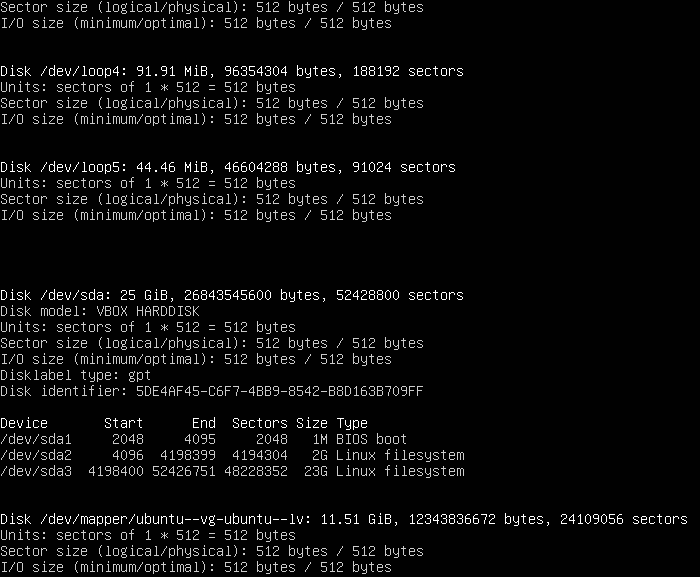 Sector size (logical/physical): 512 bytes / 512 bytes
I/O size (minimum/optimal): 512 bytes / 512 bytes
Disk /dev/loop4: 91.91 MiB, 96354304 bytes, 188192 sectors
Units: sectors of 1 * 512 = 512 bytes
Sector size (logical/physical): 512 bytes / 512 bytes
I/O size (minimum/optimal): 512 bytes / 512 bytes
Disk /dev/loop5: 44.46 MiB, 46604288 bytes, 91024 sectors
Units: sectors of 1 * 512 = 512 bytes
Sector size (logical/physical): 512 bytes / 512 bytes
I/O size (minimum/optimal): 512 bytes / 512 bytes
Disk /dev/sda: 25 GiB, 26843545600 bytes, 52428800 sectors
Disk model: VBOX HARDDISK
Units: sectors of 1 * 512 = 512 bytes
Sector size (logical/physical): 512 bytes / 512 bytes
I/O size (minimum/optimal): 512 bytes / 512 bytes
Disklabel type: gpt
Disk identifier: 5DE4AF45-C6F7-4BB9-8542-B8D163B709FF
Device       Start      End  Sectors Size Type
/dev/sda1     2048     4095     2048   1M BIOS boot
/dev/sda2     4096  4198399  4194304   2G Linux filesystem
/dev/sda3  4198400 52426751 48228352  23G Linux filesystem
Disk /dev/mapper/ubuntu--vg-ubuntu--lv: 11.51 GiB, 12343836672 bytes, 24109056 sectors
Units: sectors of 1 * 512 = 512 bytes
Sector size (logical/physical): 512 bytes / 512 bytes
I/O size (minimum/optimal): 512 bytes / 512 bytes